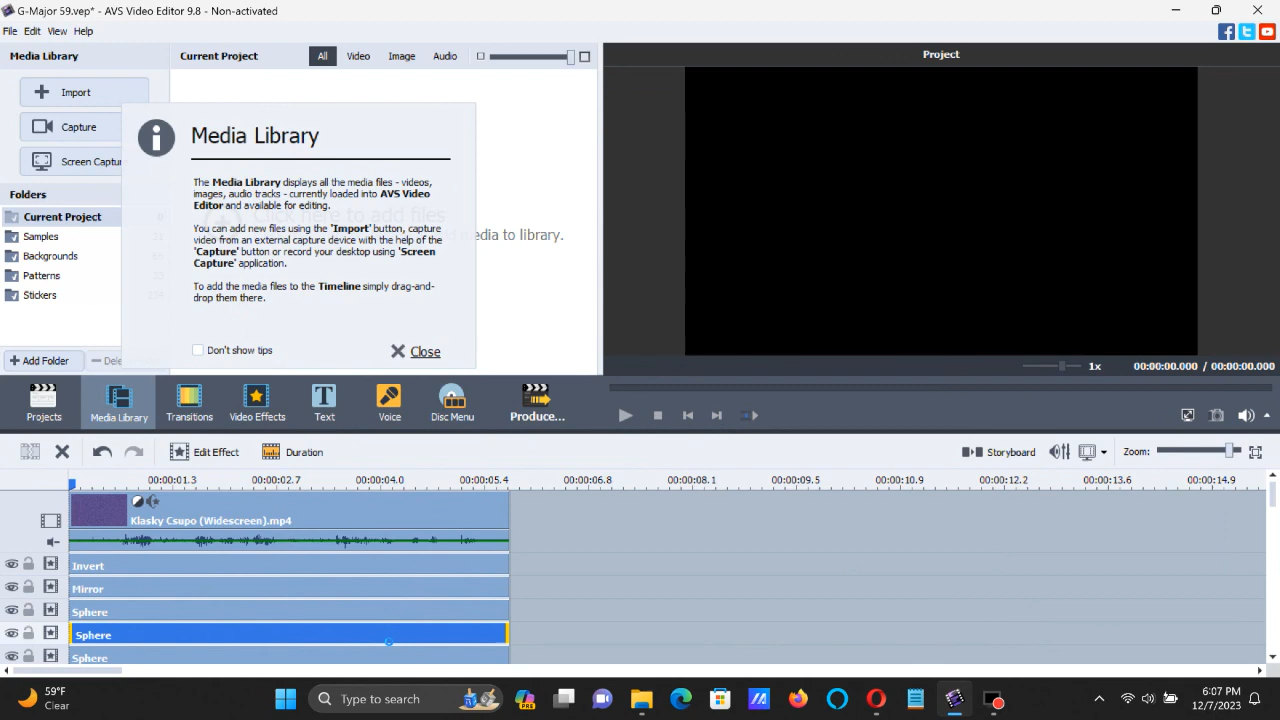 G-Major 59.vep* - AVS Video Editor 9.8 - Non-activated
File Edit View Help
Media Library
Current Project
All Video Image Audio
Project
Import
Capture
Screen Captur
Folders
Current Project
Samples
Backgrounds
Patterns
Stickers
Add Folder
Dele
Click here to add files
media to library.
Media Library
The Media Library displays all the media files - videos,
images, audio tracks - currently loaded into AVS Video
Editor and available for editing.
You can add new files using the 'Import' button, capture
video from an external capture device with the help of the
'Capture' button or record your desktop using 'Screen
Capture' application.
To add the media files to the Timeline simply drag-and-
drop them there.
Don't show tips
Close
1x
00:00:00.000 / 00:00:00.000
Projects
Media Library
Transitions
Video Effects
Text
Voice
Disc Menu
Produce...
Edit Effect
Duration
Storyboard
Zoom:
00:00:01.3 00:00:02.7 00:00:04.0 00:00:05.4 00:00:06.8 00:00:08.1 00:00:09.5 00:00:10.9 00:00:12.2 00:00:13.6 00:00:14.9
Klasky Csupo (Widescreen).mp4
Invert
Mirror
Sphere
Sphere
Sphere
59°F
Clear
Type to search
PRE
6:07 PM
12/7/2023